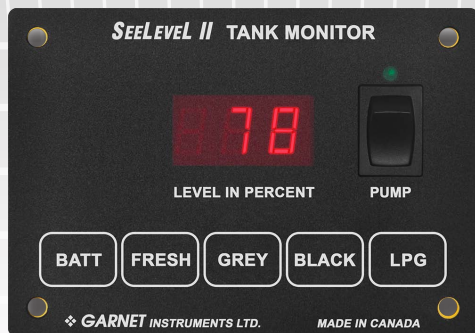 SEELEVEL II TANK MONITOR
78
LEVEL IN PERCENT
PUMP
BATT FRESH GREY BLACK LPG
❖ GARNET INSTRUMENTS LTD. MADE IN CANADA